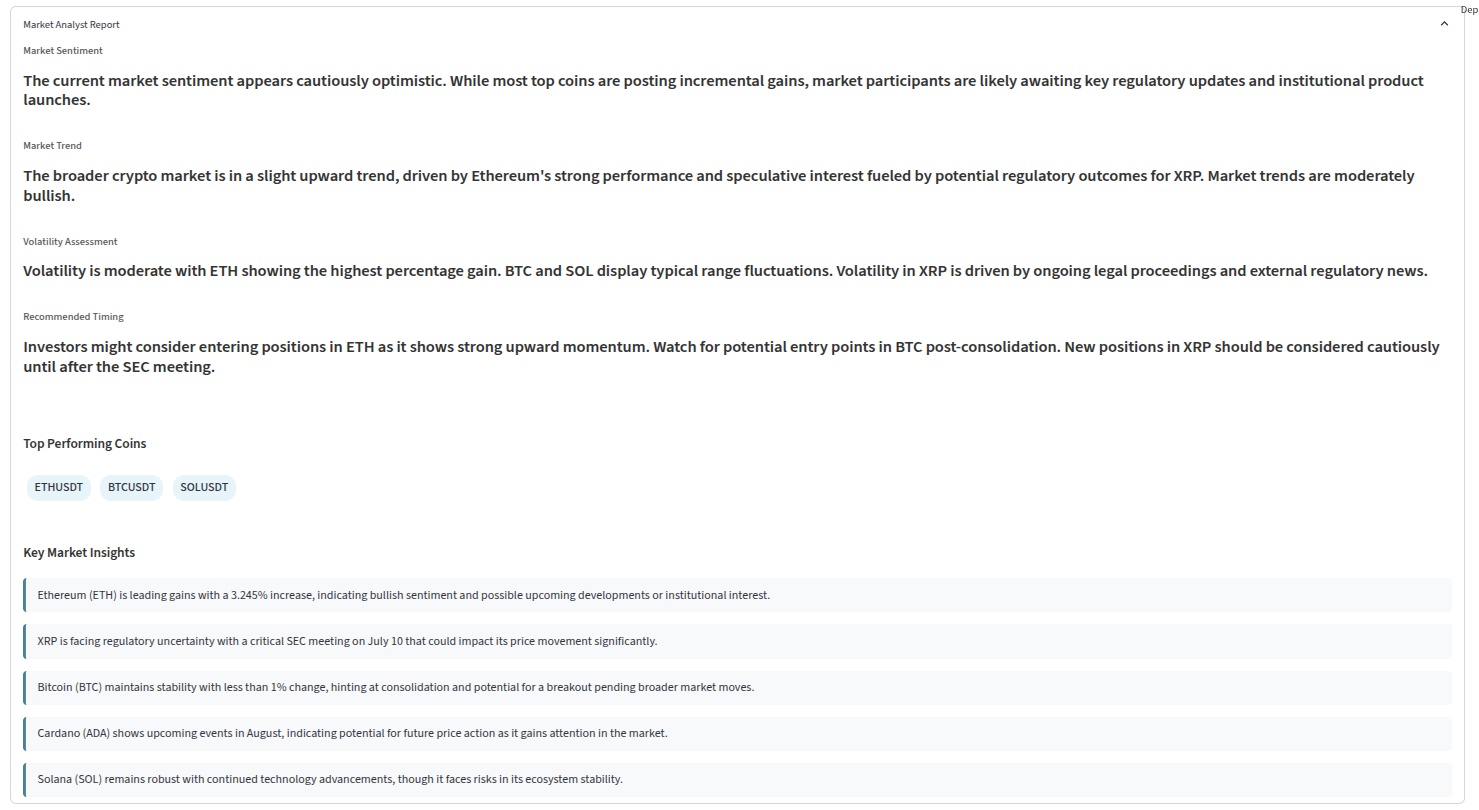 Market Analyst Report
Dep
Market Sentiment
The current market sentiment appears cautiously optimistic. While most top coins are posting incremental gains, market participants are likely awaiting key regulatory updates and institutional product
launches.
Market Trend
The broader crypto market is in a slight upward trend, driven by Ethereum's strong performance and speculative interest fueled by potential regulatory outcomes for XRP. Market trends are moderately
bullish.
Volatility Assessment
Volatility is moderate with ETH showing the highest percentage gain. BTC and SOL display typical range fluctuations. Volatility in XRP is driven by ongoing legal proceedings and external regulatory news.
Recommended Timing
Investors might consider entering positions in ETH as it shows strong upward momentum. Watch for potential entry points in BTC post-consolidation. New positions in XRP should be considered cautiously
until after the SEC meeting.
Top Performing Coins
ETHUSDT BTCUSDT SOLUSDT
Key Market Insights
Ethereum (ETH) is leading gains with a 3.245% increase, indicating bullish sentiment and possible upcoming developments or institutional interest.
XRP is facing regulatory uncertainty with a critical SEC meeting on July 10 that could impact its price movement significantly.
Bitcoin (BTC) maintains stability with less than 1% change, hinting at consolidation and potential for a breakout pending broader market moves.
Cardano (ADA) shows upcoming events in August, indicating potential for future price action as it gains attention in the market.
Solana (SOL) remains robust with continued technology advancements, though it faces risks in its ecosystem stability.